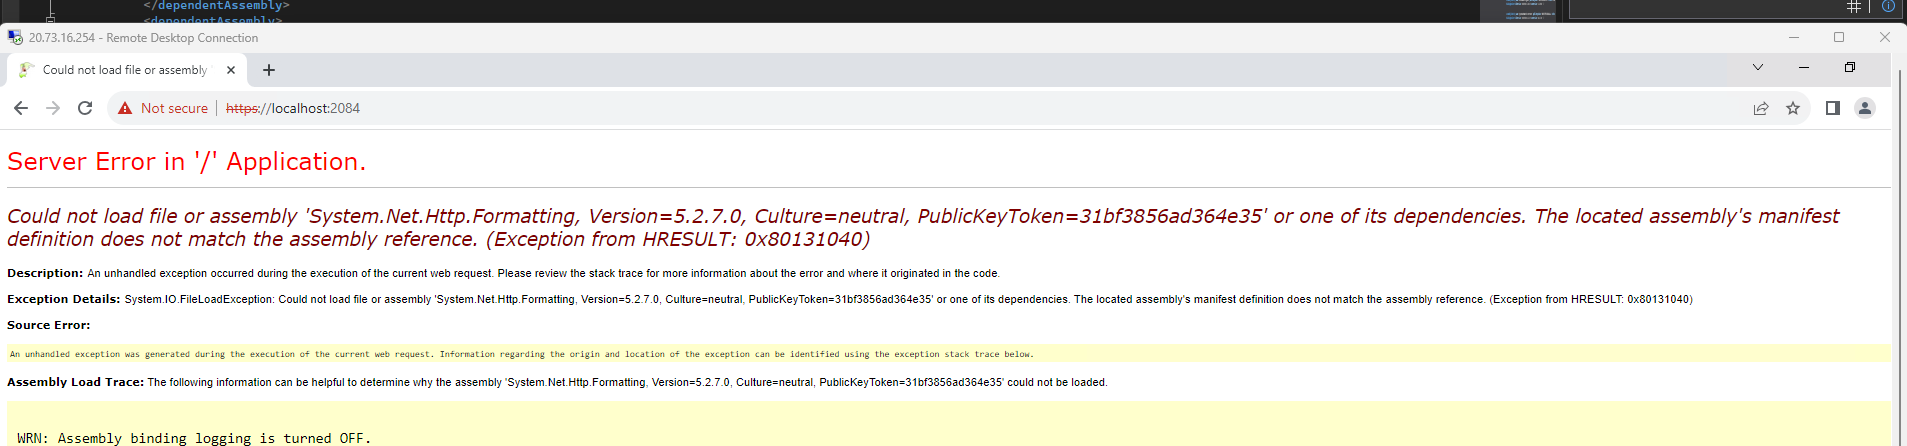 </dependentAssembly>
<dependentAssembly>
20.73.16.254 - Remote Desktop Connection
Could not load file or assembly
Not secure | https://localhost:2084
Server Error in '/' Application.
Could not load file or assembly 'System.Net.Http.Formatting, Version=5.2.7.0, Culture=neutral, PublicKeyToken=31bf3856ad364e35' or one of its dependencies. The located assembly's manifest
definition does not match the assembly reference. (Exception from HRESULT: 0x80131040)
Description: An unhandled exception occurred during the execution of the current web request. Please review the stack trace for more information about the error and where it originated in the code.
Exception Details: System.IO.FileLoadException: Could not load file or assembly 'System.Net.Http.Formatting, Version=5.2.7.0, Culture=neutral, PublicKeyToken=31bf3856ad364e35' or one of its dependencies. The located assembly's manifest definition does not match the assembly reference. (Exception from HRESULT: 0x80131040)
Source Error:
An unhandled exception was generated during the execution of the current web request. Information regarding the origin and location of the exception can be identified using the exception stack trace below.
Assembly Load Trace: The following information can be helpful to determine why the assembly 'System.Net.Http.Formatting, Version=5.2.7.0, Culture=neutral, PublicKeyToken=31bf3856ad364e35' could not be loaded.
WRN: Assembly binding logging is turned OFF.